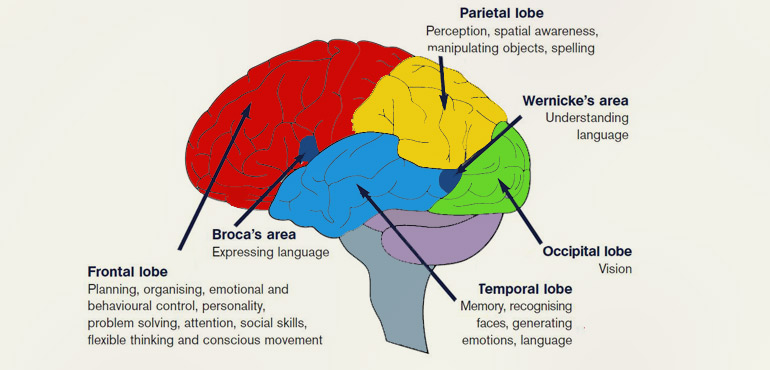 Parietal lobe
Perception, spatial awareness,
manipulating objects, spelling
Wernicke's area
Understanding
language
Broca's area
Expressing language
Frontal lobe
Planning, organising, emotional and
behavioural control, personality,
problem solving, attention, social skills,
flexible thinking and conscious movement
Occipital lobe
Vision
Temporal lobe
Memory, recognising
faces, generating
emotions, language